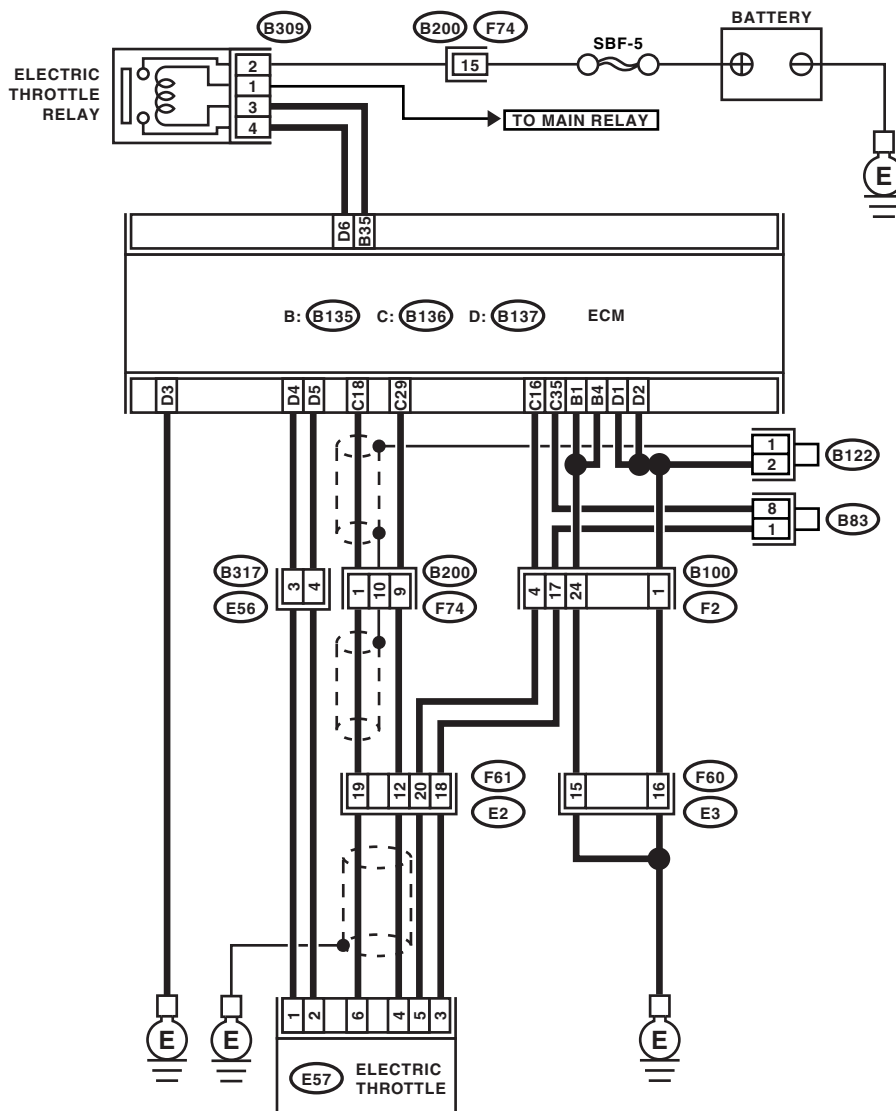 B309
B200 F74
BATTERY
SBF-5
ELECTRIC
THROTTLE
RELAY
2
1
3
4
15
TO MAIN RELAY
E
D6 B35
B: B135 C: B136 D: B137 ECM
D3 D4 D5 C18 C29 C16 C35 B1 B4 D1 D2
1
2
B122
8
1
B83
B317
E56
3 4
1 10 9
B200
F74
4 17 24 1
B100
F2
19 12 20 18
F61
E2
15 16
F60
E3
E
E
E
1 2 6 4 5 3
E57
ELECTRIC
THROTTLE